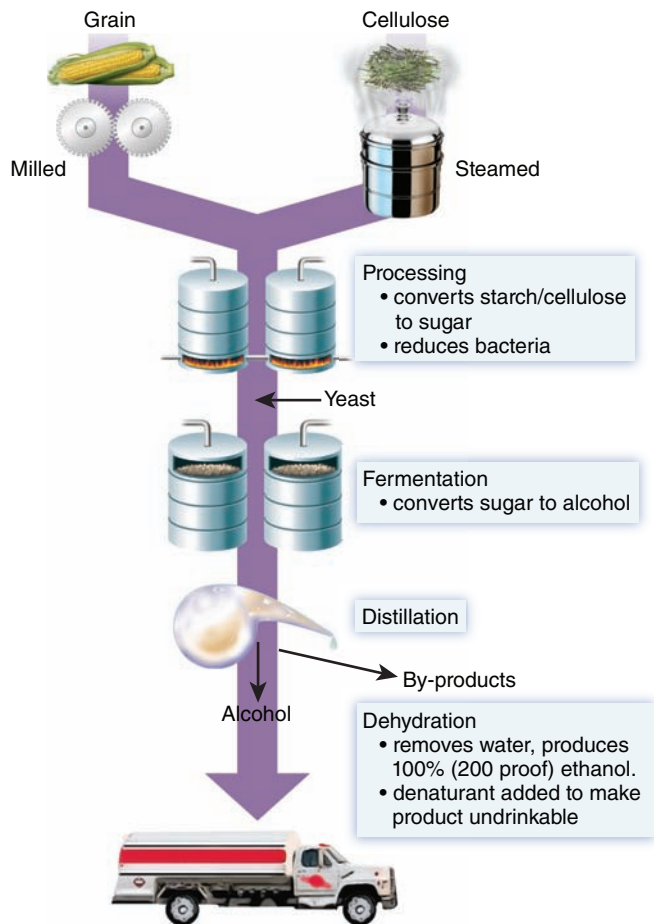 Grain
Cellulose
Milled
Steamed
Processing
• converts starch/cellulose
to sugar
• reduces bacteria
Yeast
Fermentation
• converts sugar to alcohol
Distillation
By-products
Alcohol
Dehydration
• removes water, produces
100% (200 proof) ethanol.
• denaturant added to make
product undrinkable